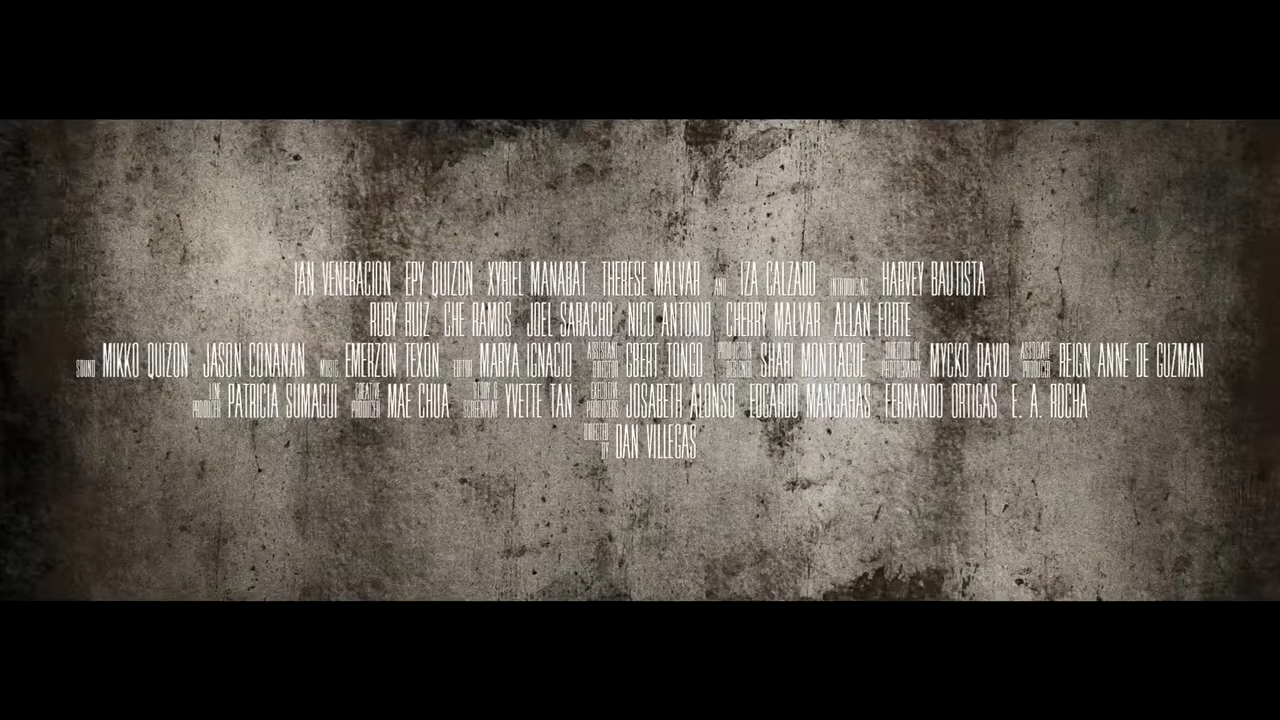 IAN VENERACION EPY QUIZON XYRIEL MANABAT THERESE MALVAR AND IZA CALZADO INTRODUCING HARVEY BAUTISTA
RUBY RUIZ CHE RAMOS JOEL SARACHO NICO ANTONIO CHERRY MALVAR ALLAN FORTE
SOUND MIKKO QUIZON JASON CONANAN MUSIC EMERZON TEXON EDITOR MARYA IGNACIO ASSISTANT DIRECTOR GBERT TONGO PRODUCTION DESIGNER SHARI MONTIAGUE DIRECTOR OF PHOTOGRAPHY MYCKO DAVID ASSOCIATE PRODUCER REIGN ANNE DE GUZMAN
LINE PRODUCER PATRICIA SUMAGUI CREATIVE PRODUCER MAE CHUA STORY & SCREENPLAY YVETTE TAN EXECUTIVE PRODUCERS JOSABETH ALONSO EDGARDO MANGAHAS FERNANDO ORTIGAS E. A. ROCHA
DIRECTED BY DAN VILLEGAS